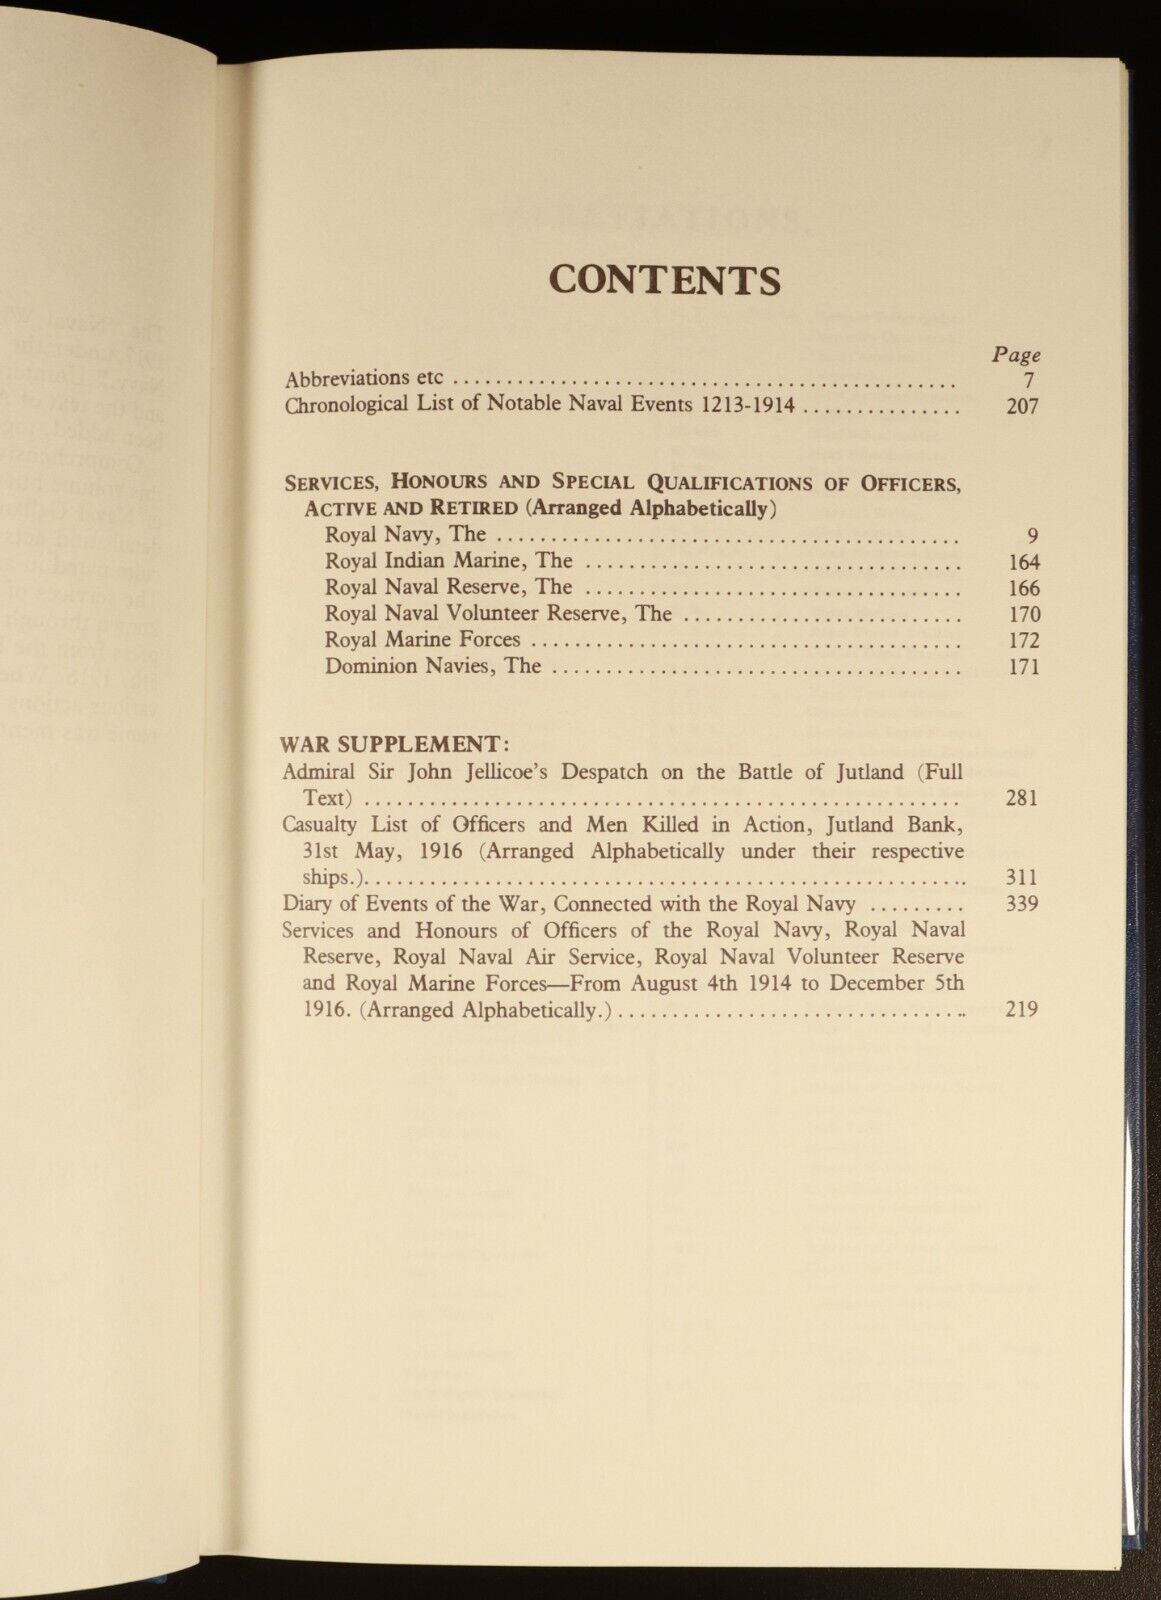 CONTENTS
Page
Abbreviations etc ................................................ 7
Chronological List of Notable Naval Events 1213-1914 ............... 207
SERVICES, HONOURS AND SPECIAL QUALIFICATIONS OF OFFICERS,
ACTIVE AND RETIRED (Arranged Alphabetically)
Royal Navy, The ............................................ 9
Royal Indian Marine, The ................................... 164
Royal Naval Reserve, The ................................... 166
Royal Naval Volunteer Reserve, The .......................... 170
Royal Marine Forces ........................................ 172
Dominion Navies, The ...................................... 171
WAR SUPPLEMENT:
Admiral Sir John Jellicoe's Despatch on the Battle of Jutland (Full
Text) ........................................................ 281
Casualty List of Officers and Men Killed in Action, Jutland Bank,
31st May, 1916 (Arranged Alphabetically under their respective
ships.)......................................................... 311
Diary of Events of the War, Connected with the Royal Navy ......... 339
Services and Honours of Officers of the Royal Navy, Royal Naval
Reserve, Royal Naval Air Service, Royal Naval Volunteer Reserve
and Royal Marine Forces—From August 4th 1914 to December 5th
1916. (Arranged Alphabetically.)................................. 219